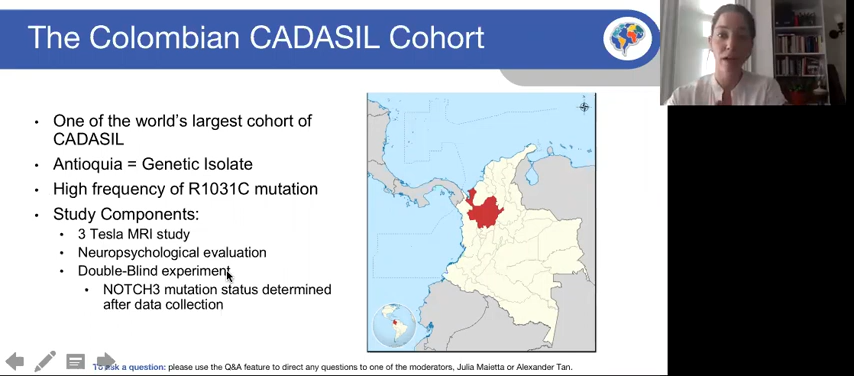 The Colombian CADASIL Cohort
• One of the world's largest cohort of
CADASIL
• Antioquia = Genetic Isolate
• High frequency of R1031C mutation
• Study Components:
• 3 Tesla MRI study
• Neuropsychological evaluation
• Double-Blind experiment
• NOTCH3 mutation status determined
after data collection
To ask a question: please use the Q&A feature to direct any questions to one of the moderators, Julia Maietta or Alexander Tan.